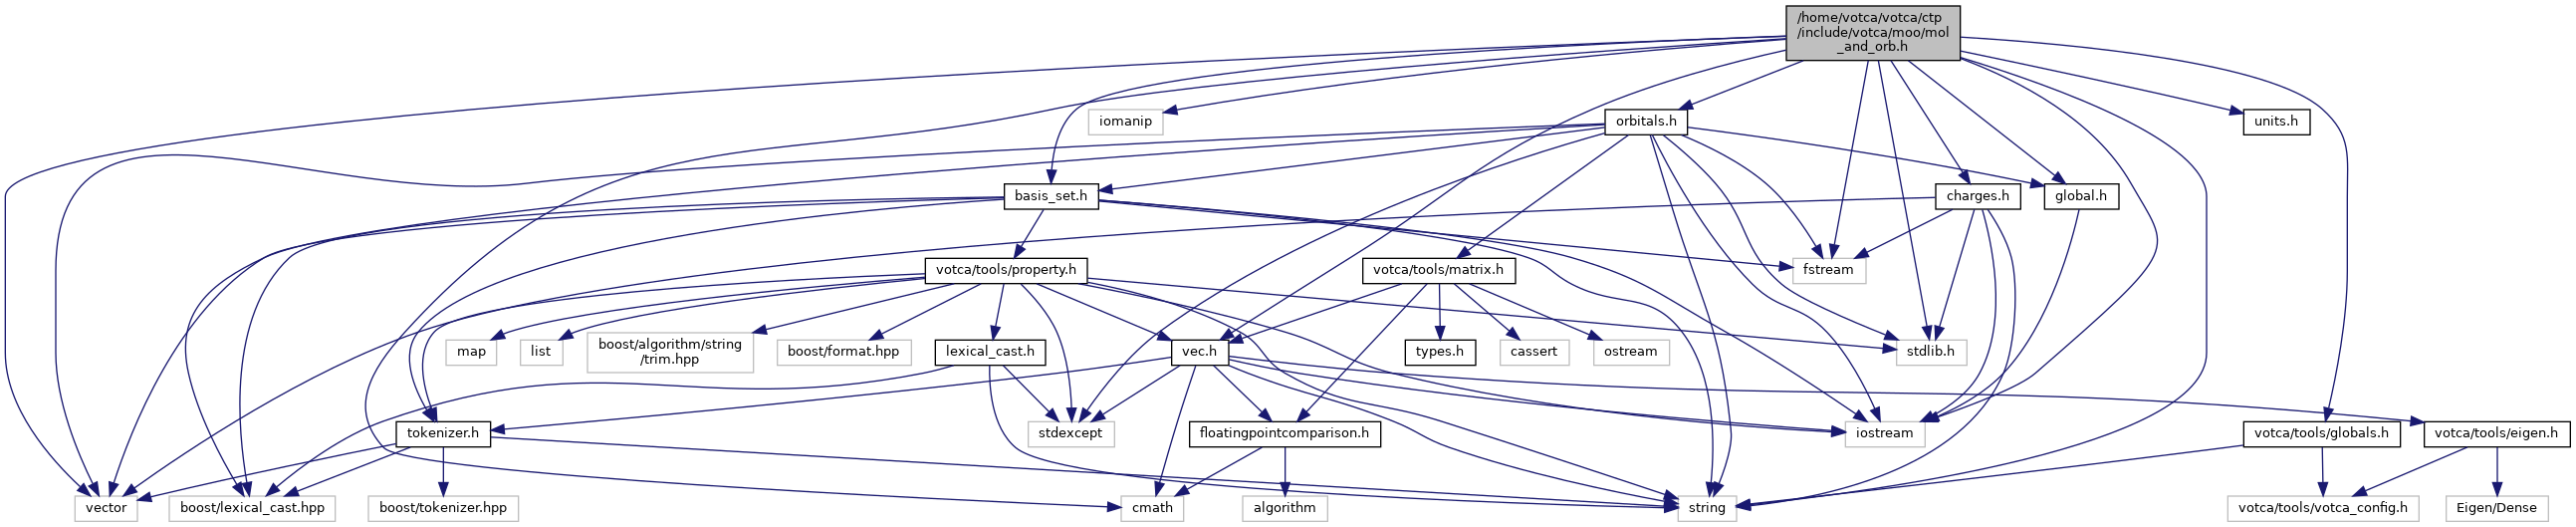 /home/votca/votca/ctp
/include/votca/moo/mol
_and_orb.h
iomanip
orbitals.h
units.h
basis_set.h
charges.h
global.h
votca/tools/property.h
votca/tools/matrix.h
fstream
map
list
boost/algorithm/string
/trim.hpp
boost/format.hpp
lexical_cast.h
vec.h
types.h
cassert
ostream
stdlib.h
tokenizer.h
stdexcept
floatingpointcomparison.h
iostream
votca/tools/globals.h
votca/tools/eigen.h
vector
boost/lexical_cast.hpp
boost/tokenizer.hpp
cmath
algorithm
string
votca/tools/votca_config.h
Eigen/Dense